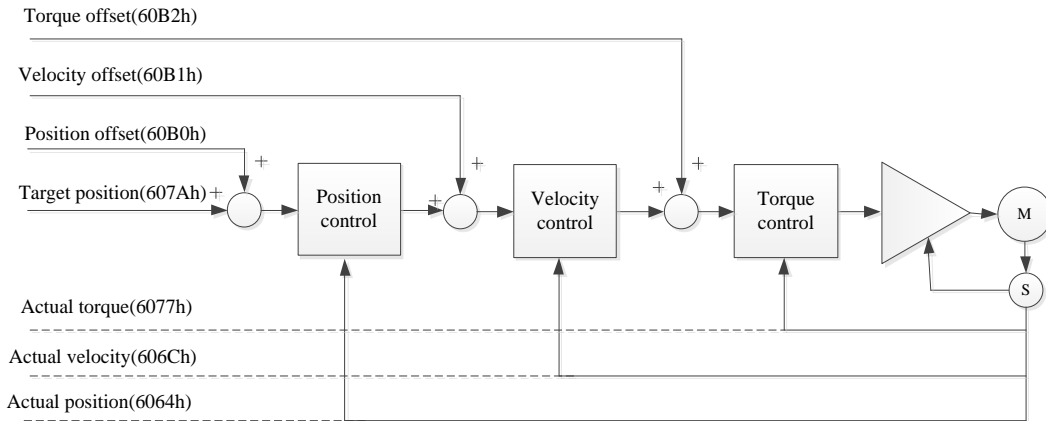 Torque offset(60B2h)
Velocity offset(60B1h)
Position offset(60B0h)
+ + +
Target position(607Ah) + + +
Position
control
Velocity
control
Torque
control
M
S
Actual torque(6077h)
Actual velocity(606Ch)
Actual position(6064h)